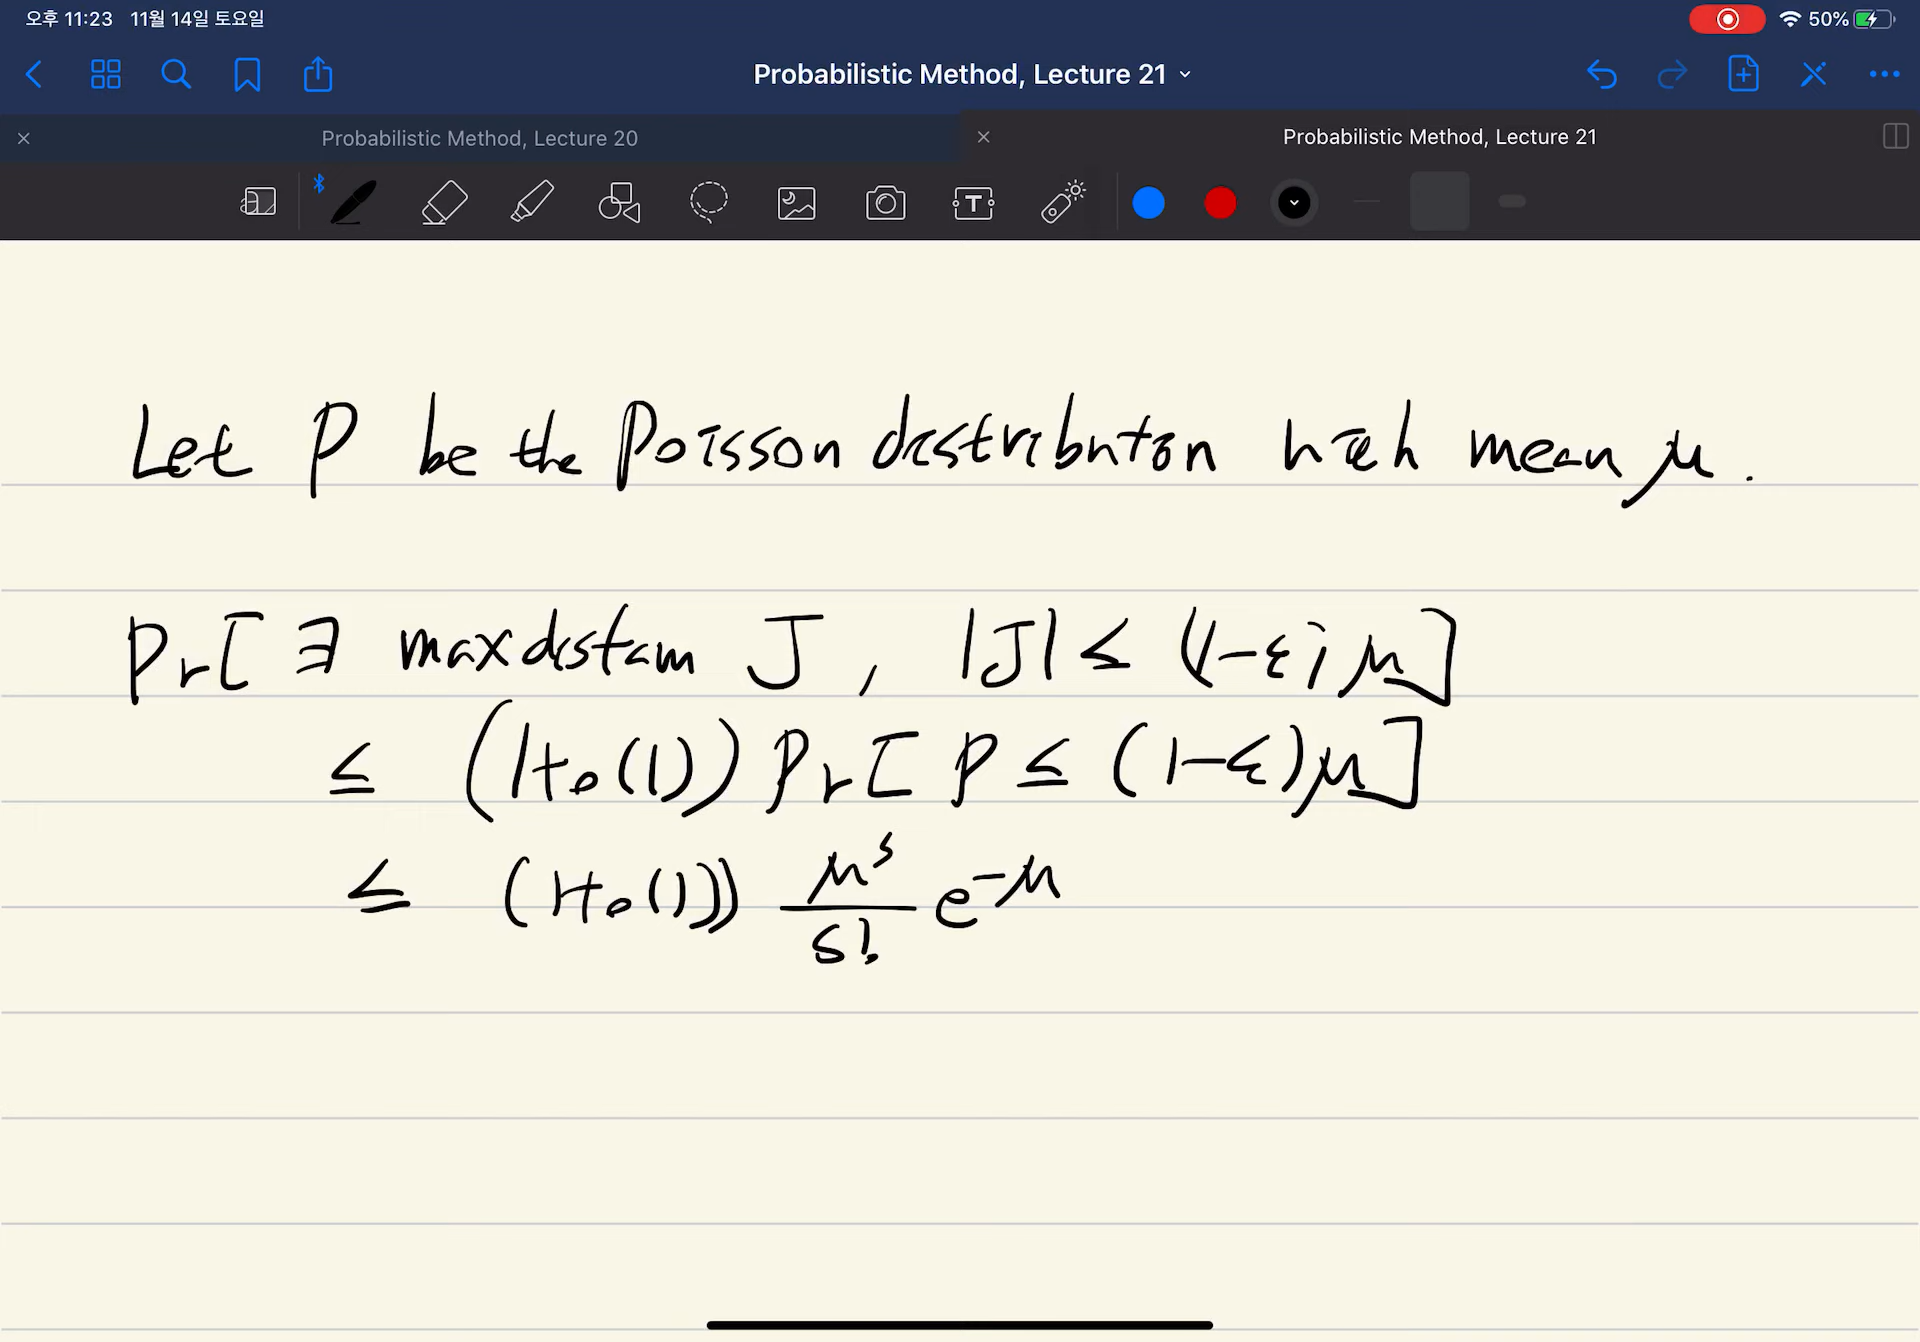 오후 11:23 11월 14일 토요일 50%
Probabilistic Method, Lecture 21
Probabilistic Method, Lecture 20 Probabilistic Method, Lecture 21
Let P be the Poisson distribution with mean μ.
Pr[ ∃ maxdisfam J, |J| ≤ (1-ε)μ]
≤ (1+o(1)) Pr[ P ≤ (1-ε)μ]
≤ (1+o(1)) μ^s/s! e^-μ